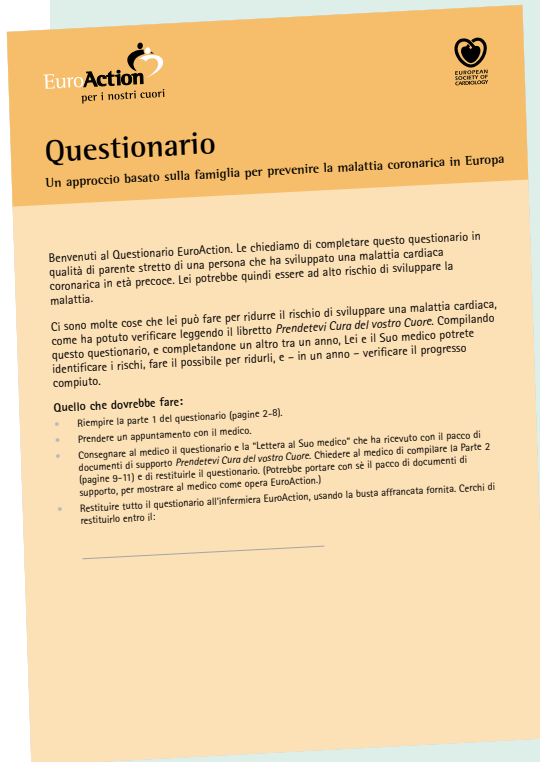 EuroAction
per i nostri cuori
EUROPEAN
SOCIETY OF
CARDIOLOGY
Questionario
Un approccio basato sulla famiglia per prevenire la malattia coronarica in Europa
Benvenuti al Questionario EuroAction. Le chiediamo di completare questo questionario in
qualità di parente stretto di una persona che ha sviluppato una malattia cardiaca
coronarica in età precoce. Lei potrebbe quindi essere ad alto rischio di sviluppare la
malattia.
Ci sono molte cose che lei può fare per ridurre il rischio di sviluppare una malattia cardiaca,
come ha potuto verificare leggendo il libretto Prendetevi Cura del vostro Cuore. Compilando
questo questionario, e completandone un altro tra un anno, Lei e il Suo medico potrete
identificare i rischi, fare il possibile per ridurli, e – in un anno – verificare il progresso
compiuto.
Quello che dovrebbe fare:
• Riempire la parte 1 del questionario (pagine 2-8).
• Prendere un appuntamento con il medico.
• Consegnare al medico il questionario e la "Lettera al Suo medico" che ha ricevuto con il pacco di
documenti di supporto Prendetevi Cura del vostro Cuore. Chiedere al medico di compilare la Parte 2
(pagine 9-11) e di restituirle il questionario. (Potrebbe portare con sè il pacco di documenti di
supporto, per mostrare al medico come opera EuroAction.)
• Restituire tutto il questionario all'infermiera EuroAction, usando la busta affrancata fornita. Cerchi di
restituirlo entro il: